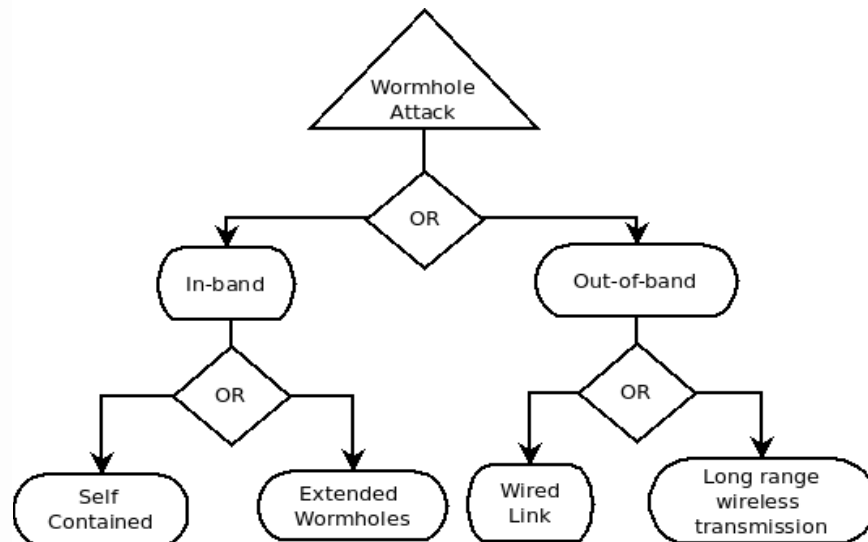 Wormhole
Attack
OR
In-band
Out-of-band
OR
OR
Self
Contained
Extended
Wormholes
Wired
Link
Long range
wireless
transmission